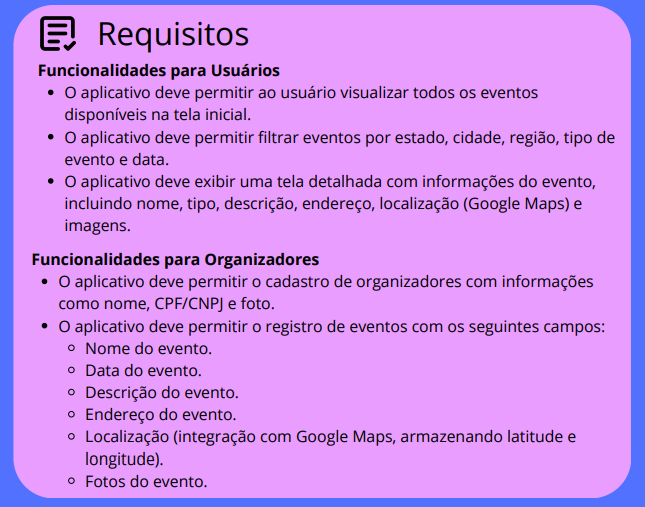 Requisitos
Funcionalidades para Usuários
• O aplicativo deve permitir ao usuário visualizar todos os eventos
disponíveis na tela inicial.
• O aplicativo deve permitir filtrar eventos por estado, cidade, região, tipo de
evento e data.
• O aplicativo deve exibir uma tela detalhada com informações do evento,
incluindo nome, tipo, descrição, endereço, localização (Google Maps) e
imagens.
Funcionalidades para Organizadores
• O aplicativo deve permitir o cadastro de organizadores com informações
como nome, CPF/CNPJ e foto.
• O aplicativo deve permitir o registro de eventos com os seguintes campos:
◦ Nome do evento.
◦ Data do evento.
◦ Descrição do evento.
◦ Endereço do evento.
◦ Localização (integração com Google Maps, armazenando latitude e
longitude).
◦ Fotos do evento.